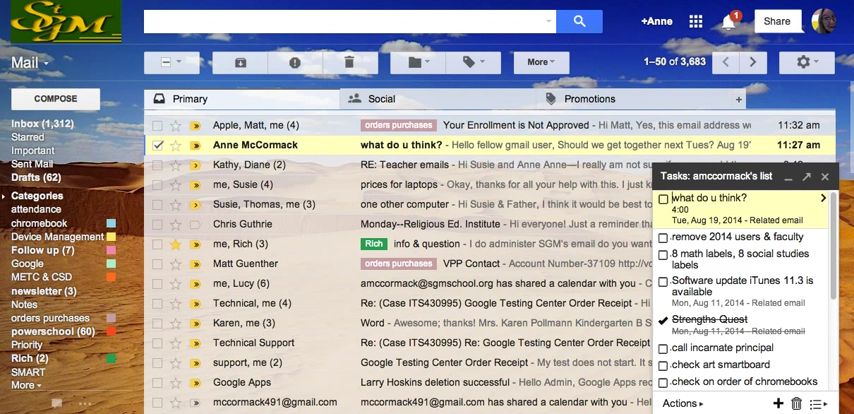 St
SGM
+Anne
1
Share
Mail
More
1–50 of 3,683
COMPOSE
Primary
Social
Promotions
+
Inbox (1,312)
Starred
Important
Sent Mail
Drafts (62)
Categories
attendance
chromebook
Device Management
Follow up (7)
Google
METC & CSD
newsletter (3)
Notes
orders purchases
powerschool (60)
Priority
Rich (2)
SMART
More
Apple, Matt, me (4) orders purchases Your Enrollment is Not Approved - Hi Matt, Yes, this email address w 11:32 am
Anne McCormack what do u think? - Hello fellow gmail user, Should we get together next Tues? Aug 19' 11:27 am
Kathy, Diane (2) RE: Teacher emails - Hi Susie and Anne Anne—I really am not su
me, Susie (4) prices for laptops - Okay, thanks for all your help with this. I just k
Susie, Thomas, me (3) one other computer - Hi Susie & Father, I think it would be best to
Chris Guthrie Monday--Religious Ed. Institute - Hi everyone! Just a reminder tha
me, Rich (3) Rich info & question - I do administer SGM's email do you want
Matt Guenther orders purchases VPP Contact - Account Number-37109 http://vo
me, Lucy (6) amccormack@sgmschool.org has shared a calendar with you -
Technical, me (4) Re: (Case ITS430995) Google Testing Center Order Receipt -
Karen, me (3) Word - Awesome; thanks! Mrs. Karen Pollmann Kindergarten B S
Technical Support Re: (Case ITS430995) Re: Google Testing Center Order Receipt
support, me (2) Google Testing Center Order Receipt - My test does not start. It s
Google Apps Larry Hoskins deletion successful - Hello Admin, Google Apps
mccormack491@gmail.com mccormack491@gmail.com has shared a calendar with you -
Tasks: amccormack's list
what do u think?
4:00
Tue, Aug 19, 2014 - Related email
remove 2014 users & faculty
8 math labels, 8 social studies
labels
Software update iTunes 11.3 is
available
Mon, Aug 11, 2014 - Related email
Strengths Quest
Mon, Aug 11, 2014 - Related email
call incarnate principal
check art smartboard
check on order of chromebooks
Actions